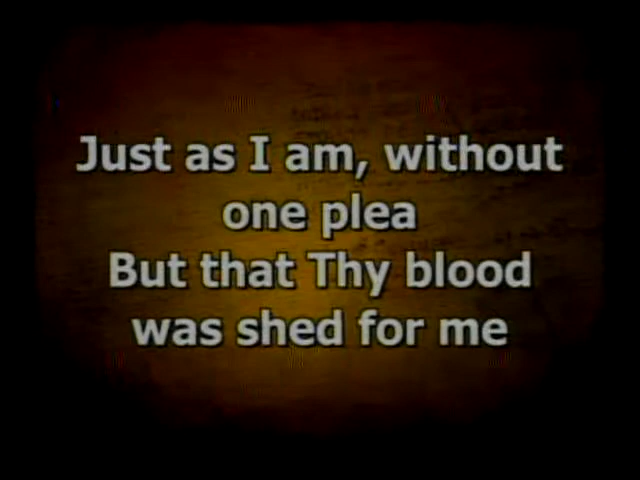 Just as I am, without
one plea
But that Thy blood
was shed for me